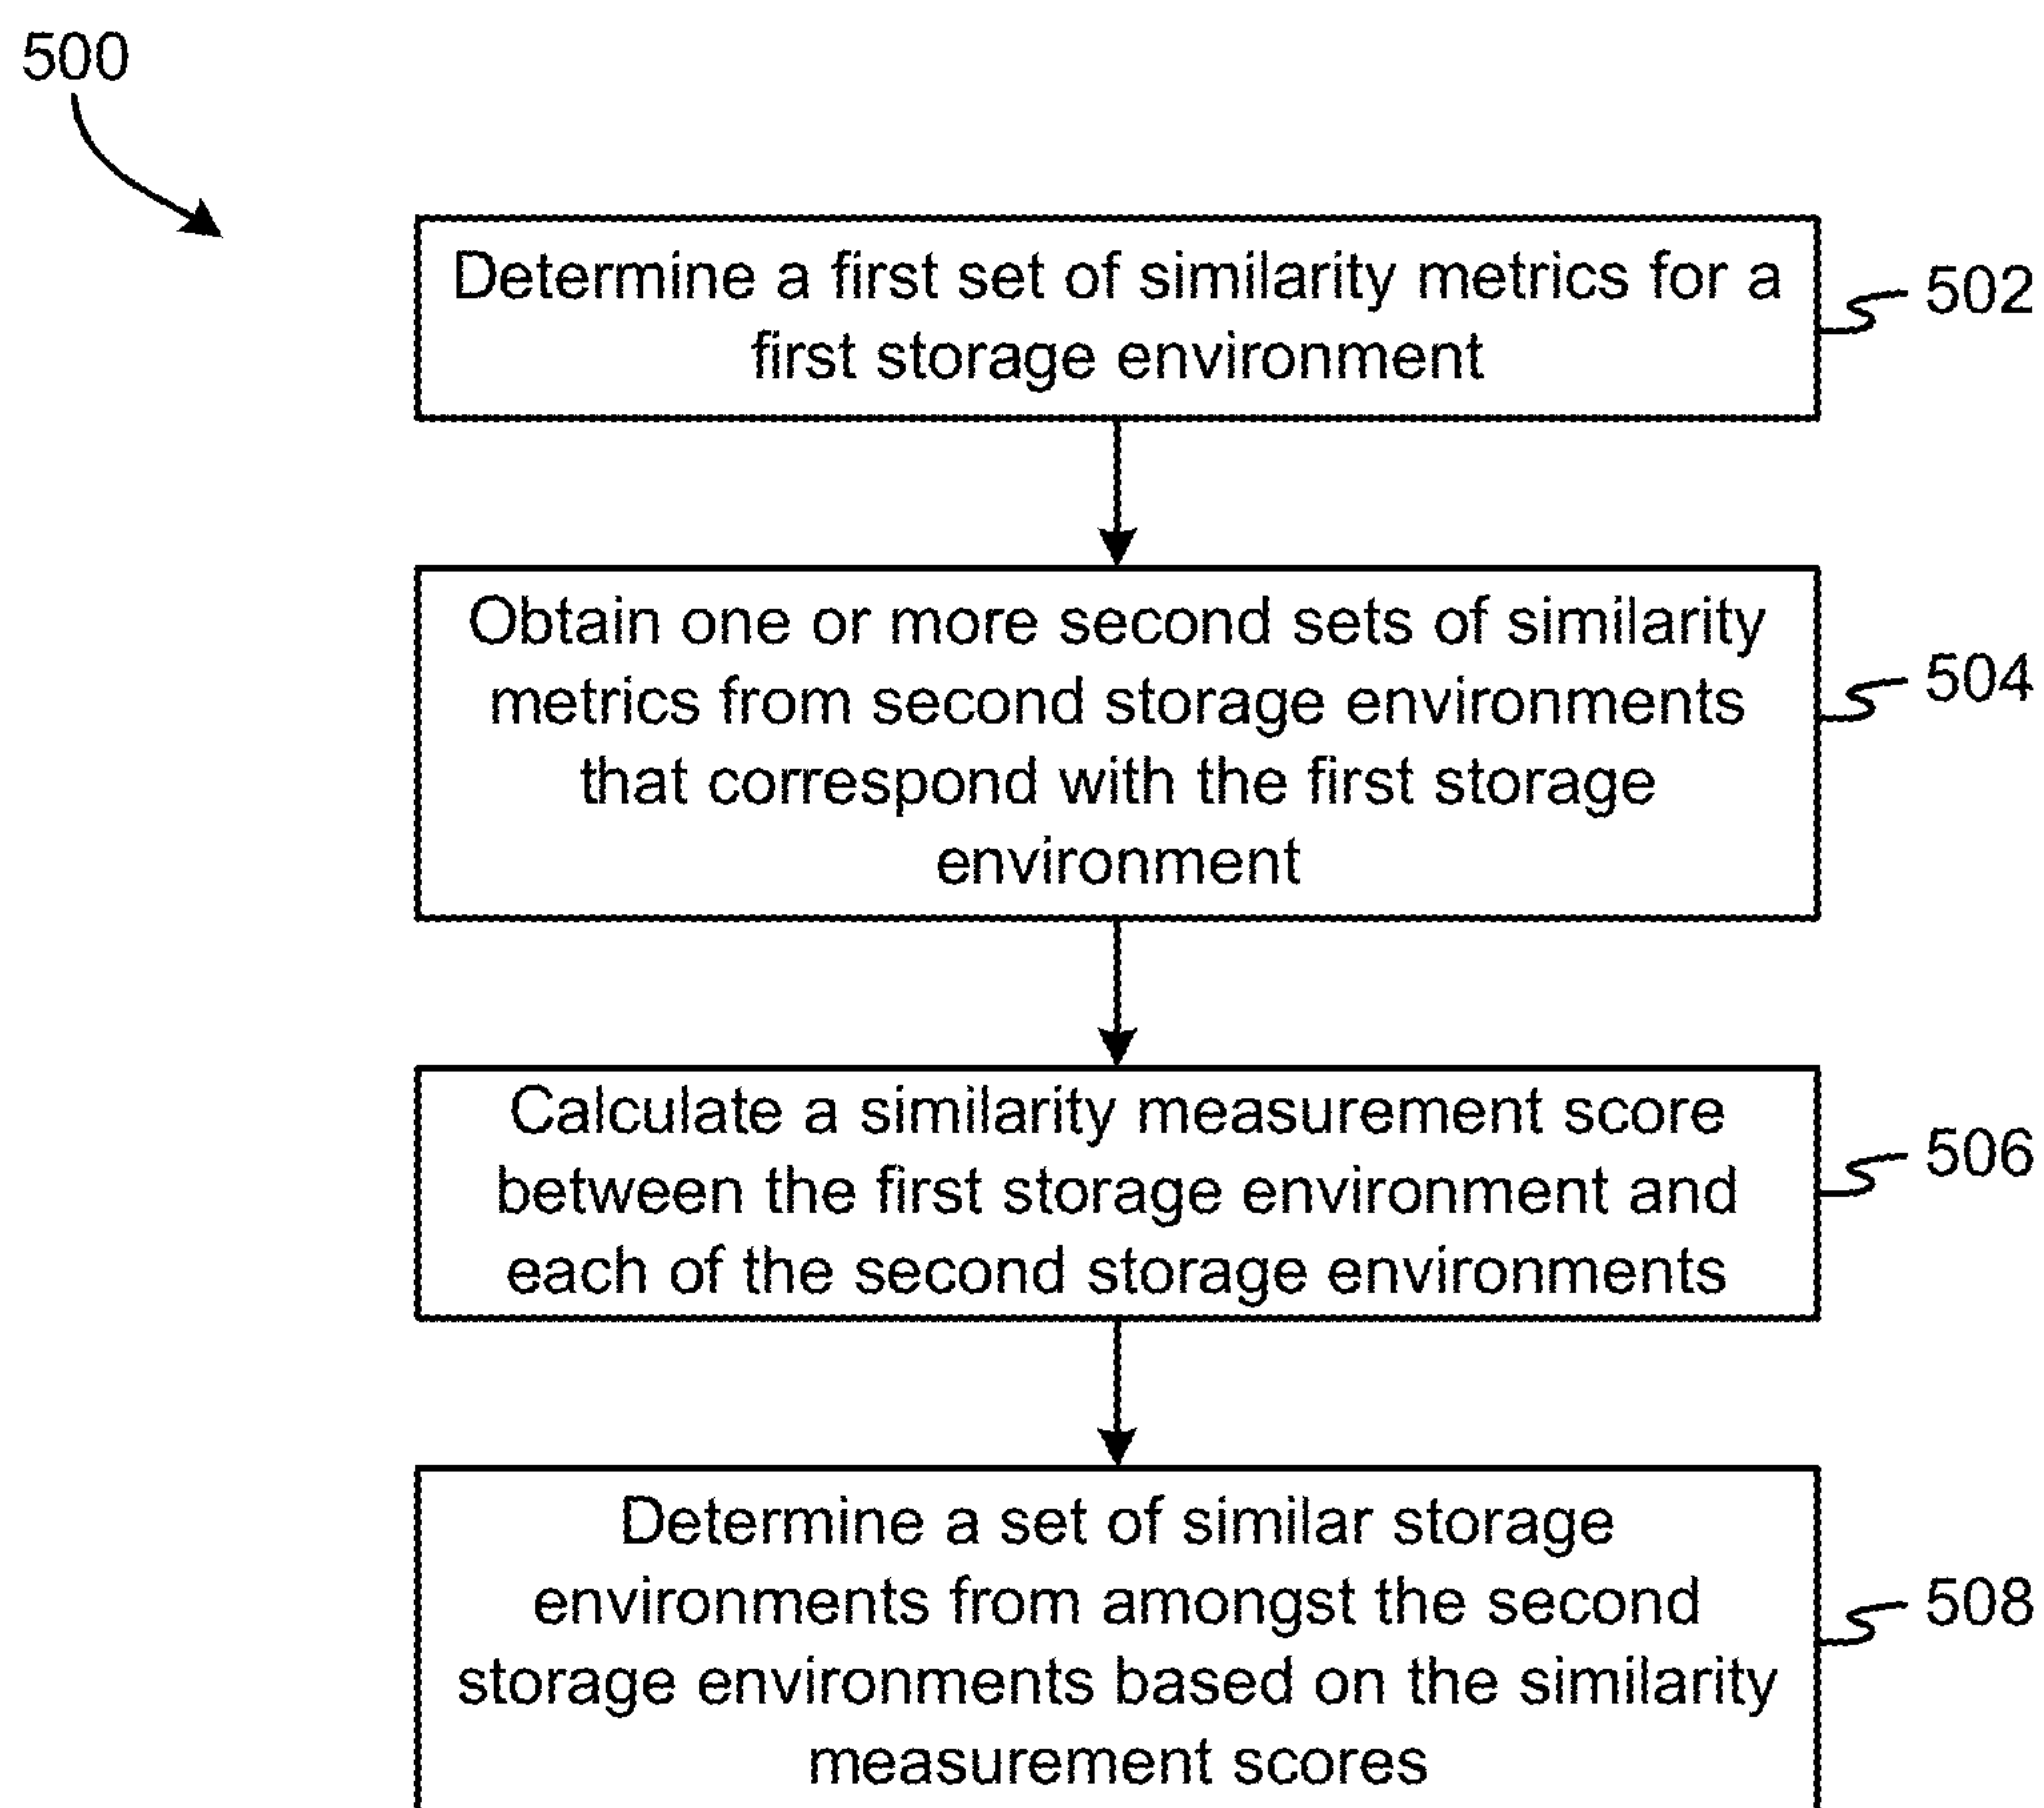 500
Determine a first set of similarity metrics for a
first storage environment
502
Obtain one or more second sets of similarity
metrics from second storage environments
that correspond with the first storage
environment
504
Calculate a similarity measurement score
between the first storage environment and
each of the second storage environments
506
Determine a set of similar storage
environments from amongst the second
storage environments based on the similarity
measurement scores
508